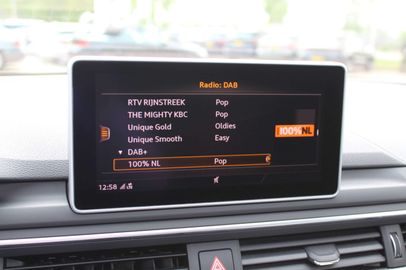 Radio: DAB
RTV RIJNSTREEK Pop
THE MIGHTY KBC Pop
Unique Gold Oldies
Unique Smooth Easy
DAB+
100% NL Pop
100%NL
12:58